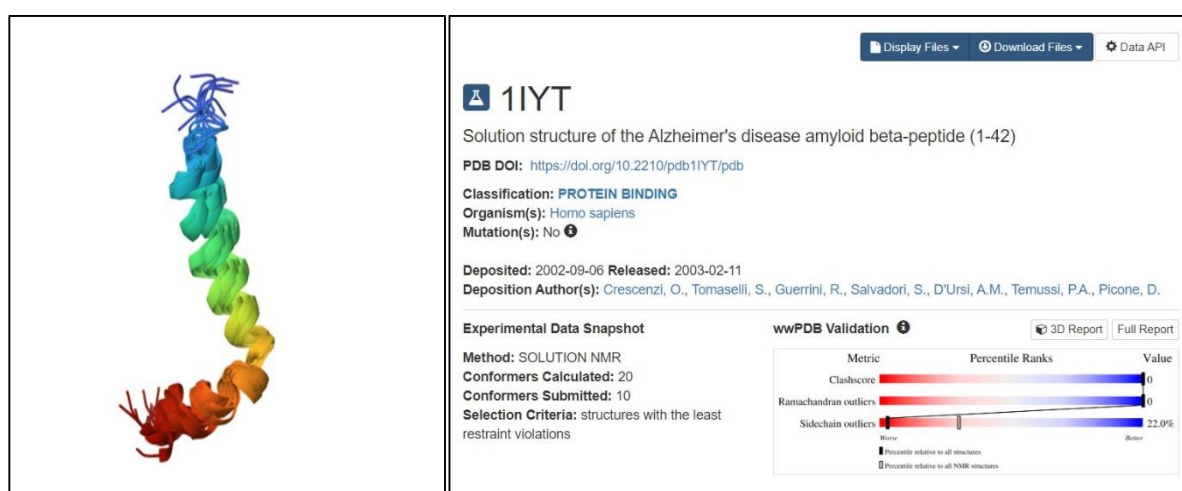 Display Files Download Files Data API
1IYT
Solution structure of the Alzheimer's disease amyloid beta-peptide (1-42)
PDB DOI: https://doi.org/10.2210/pdb1IYT/pdb
Classification: PROTEIN BINDING
Organism(s): Homo sapiens
Mutation(s): No
Deposited: 2002-09-06 Released: 2003-02-11
Deposition Author(s): Crescenzi, O., Tomaselli, S., Guerrini, R., Salvadori, S., D'Ursi, A.M., Temussi, P.A., Picone, D.
Experimental Data Snapshot
Method: SOLUTION NMR
Conformers Calculated: 20
Conformers Submitted: 10
Selection Criteria: structures with the least
restraint violations
wwPDB Validation 3D Report Full Report
Metric Percentile Ranks Value
Clashscore 0
Ramachandran outliers 0
Sidechain outliers 22.0%
Worse Better
Percentile relative to all structures
Percentile relative to all NMR structures